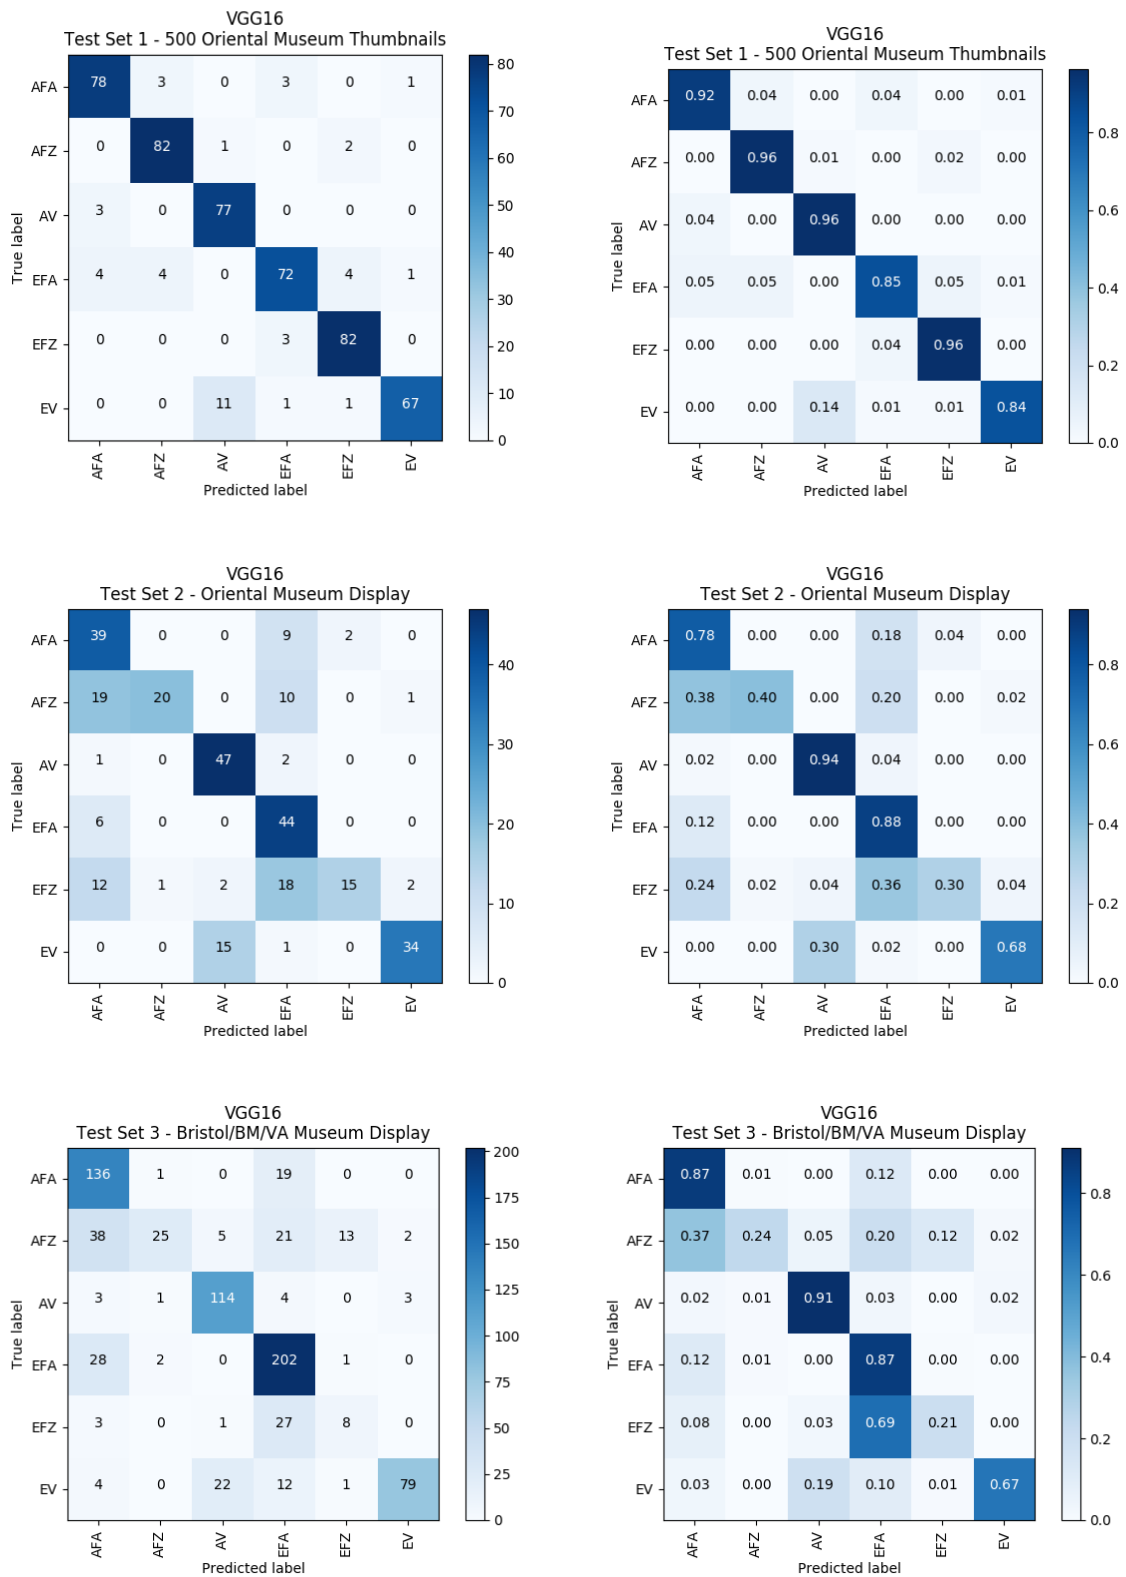 VGG16
Test Set 1 - 500 Oriental Museum Thumbnails
AFA 78 3 0 3 0 1
AFZ 0 82 1 0 2 0
AV 3 0 77 0 0 0
EFA 4 4 0 72 4 1
EFZ 0 0 0 3 82 0
EV 0 0 11 1 1 67
AFA AFZ AV EFA EFZ EV
True label
Predicted label
80
70
60
50
40
30
20
10
0
VGG16
Test Set 1 - 500 Oriental Museum Thumbnails
AFA 0.92 0.04 0.00 0.04 0.00 0.01
AFZ 0.00 0.96 0.01 0.00 0.02 0.00
AV 0.04 0.00 0.96 0.00 0.00 0.00
EFA 0.05 0.05 0.00 0.85 0.05 0.01
EFZ 0.00 0.00 0.00 0.04 0.96 0.00
EV 0.00 0.00 0.14 0.01 0.01 0.84
AFA AFZ AV EFA EFZ EV
True label
Predicted label
0.8
0.6
0.4
0.2
0.0
VGG16
Test Set 2 - Oriental Museum Display
AFA 39 0 0 9 2 0
AFZ 19 20 0 10 0 1
AV 1 0 47 2 0 0
EFA 6 0 0 44 0 0
EFZ 12 1 2 18 15 2
EV 0 0 15 1 0 34
AFA AFZ AV EFA EFZ EV
True label
Predicted label
40
30
20
10
0
VGG16
Test Set 2 - Oriental Museum Display
AFA 0.78 0.00 0.00 0.18 0.04 0.00
AFZ 0.38 0.40 0.00 0.20 0.00 0.02
AV 0.02 0.00 0.94 0.04 0.00 0.00
EFA 0.12 0.00 0.00 0.88 0.00 0.00
EFZ 0.24 0.02 0.04 0.36 0.30 0.04
EV 0.00 0.00 0.30 0.02 0.00 0.68
AFA AFZ AV EFA EFZ EV
True label
Predicted label
0.8
0.6
0.4
0.2
0.0
VGG16
Test Set 3 - Bristol/BM/VA Museum Display
AFA 136 1 0 19 0 0
AFZ 38 25 5 21 13 2
AV 3 1 114 4 0 3
EFA 28 2 0 202 1 0
EFZ 3 0 1 27 8 0
EV 4 0 22 12 1 79
AFA AFZ AV EFA EFZ EV
True label
Predicted label
200
175
150
125
100
75
50
25
0
VGG16
Test Set 3 - Bristol/BM/VA Museum Display
AFA 0.87 0.01 0.00 0.12 0.00 0.00
AFZ 0.37 0.24 0.05 0.20 0.12 0.02
AV 0.02 0.01 0.91 0.03 0.00 0.02
EFA 0.12 0.01 0.00 0.87 0.00 0.00
EFZ 0.08 0.00 0.03 0.69 0.21 0.00
EV 0.03 0.00 0.19 0.10 0.01 0.67
AFA AFZ AV EFA EFZ EV
True label
Predicted label
0.8
0.6
0.4
0.2
0.0